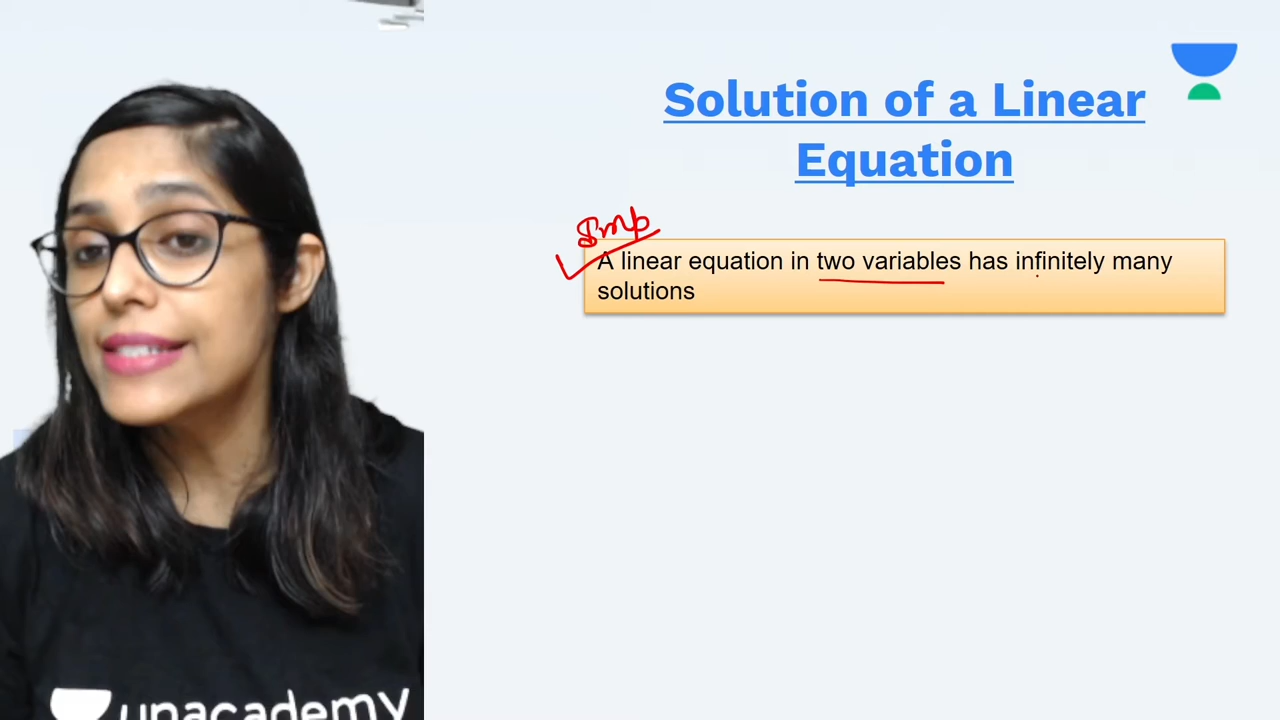 Solution of a Linear
Equation
Imp
A linear equation in two variables has infinitely many
solutions
unacademy